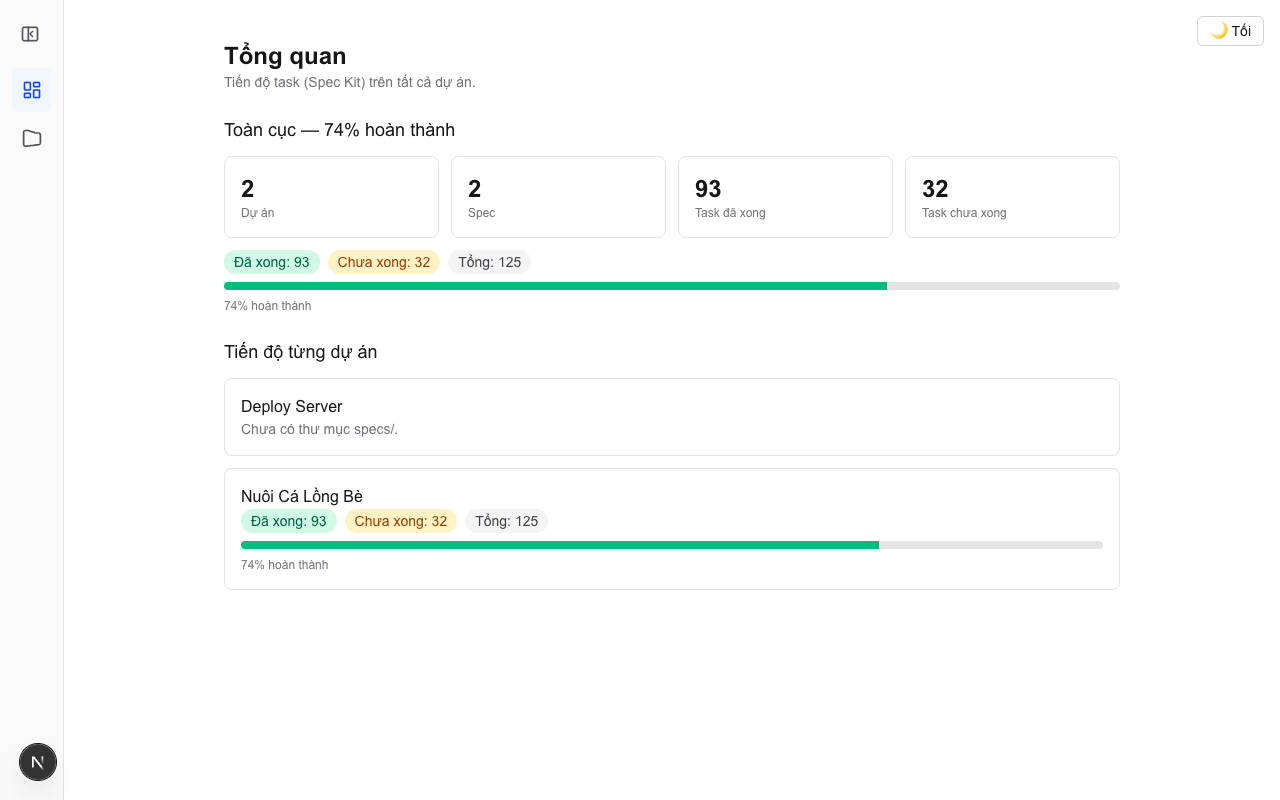 🌙 Tối
Tổng quan
Tiến độ task (Spec Kit) trên tất cả dự án.
Toàn cục — 74% hoàn thành
2
Dự án
2
Spec
93
Task đã xong
32
Task chưa xong
Đã xong: 93
Chưa xong: 32
Tổng: 125
74% hoàn thành
Tiến độ từng dự án
Deploy Server
Chưa có thư mục specs/.
Nuôi Cá Lồng Bè
Đã xong: 93
Chưa xong: 32
Tổng: 125
74% hoàn thành
N